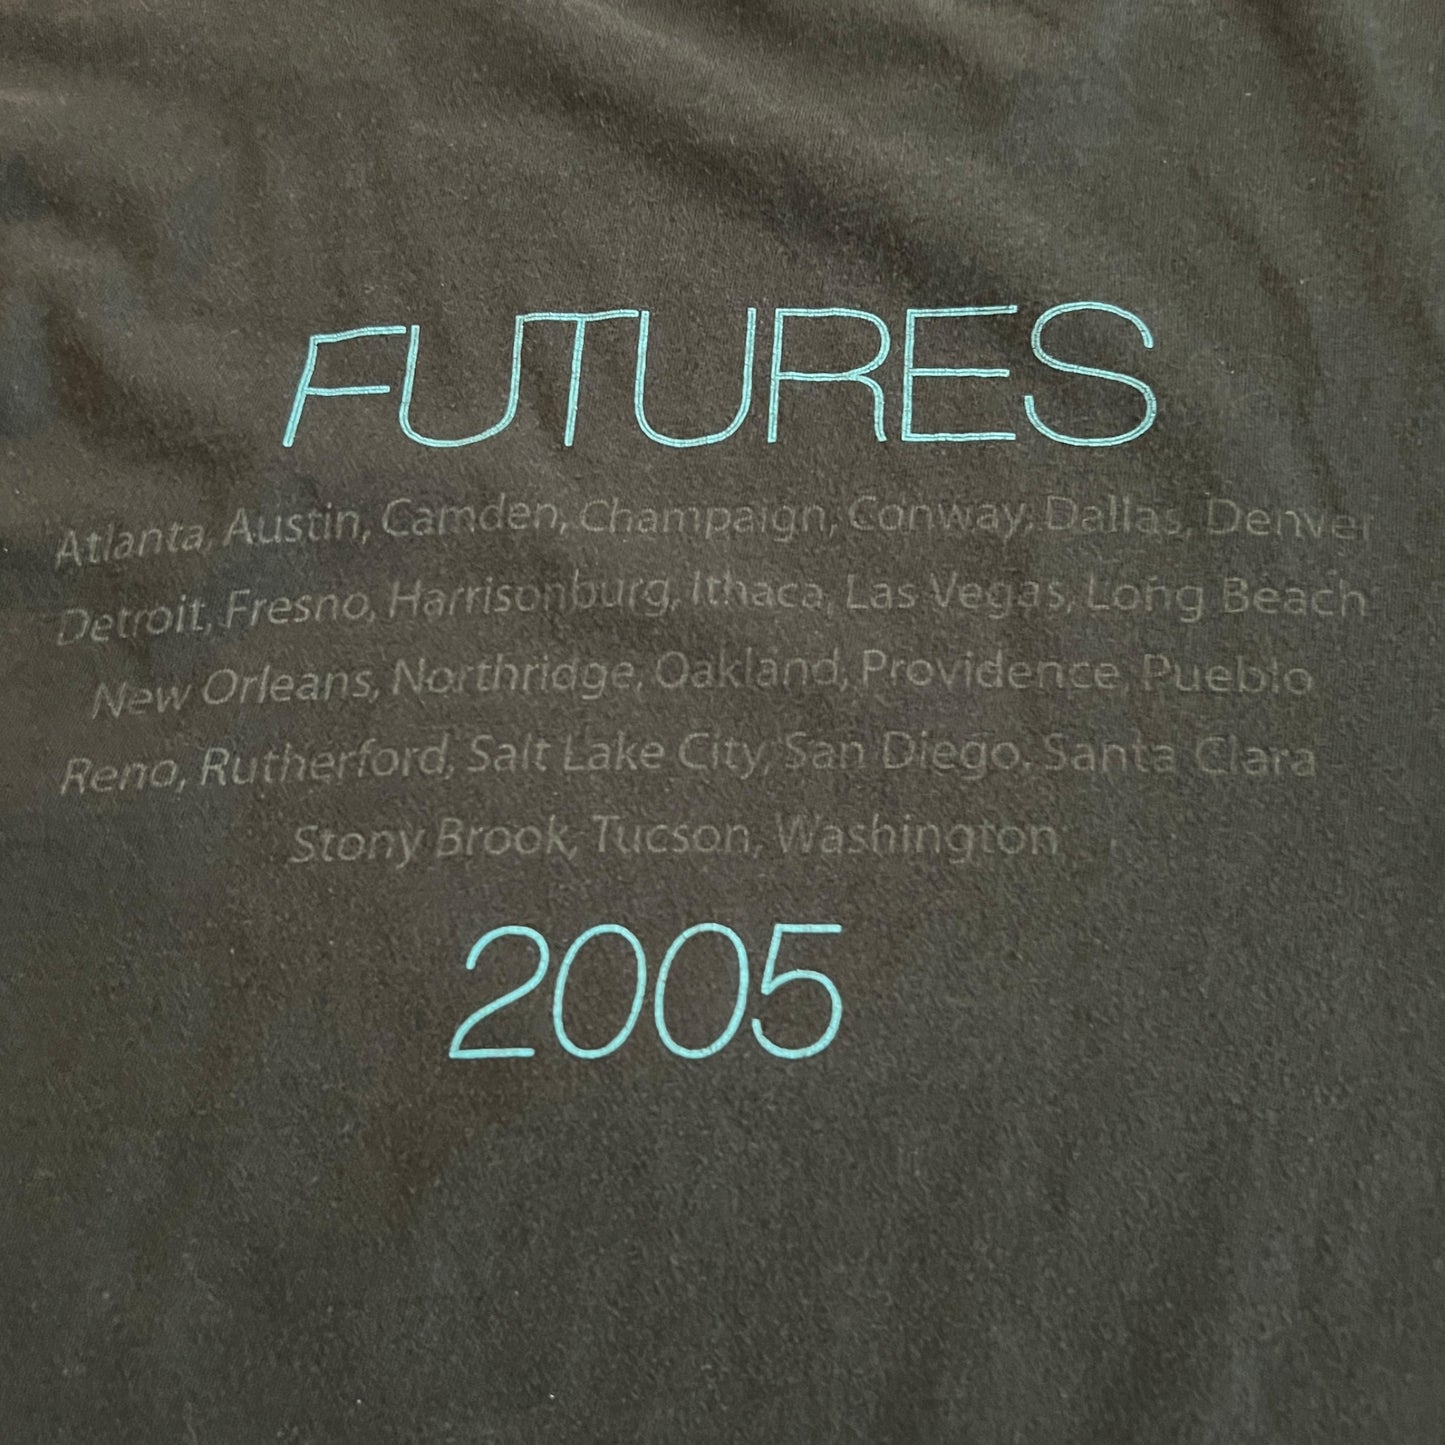 FUTURES
Atlanta, Austin, Camden, Champaign, Conway, Dallas, Denver
Detroit, Fresno, Harrisonburg, Ithaca, Las Vegas, Long Beach
New Orleans, Northridge, Oakland, Providence, Pueblo
Reno, Rutherford, Salt Lake City, San Diego, Santa Clara
Stony Brook, Tucson, Washington
2005